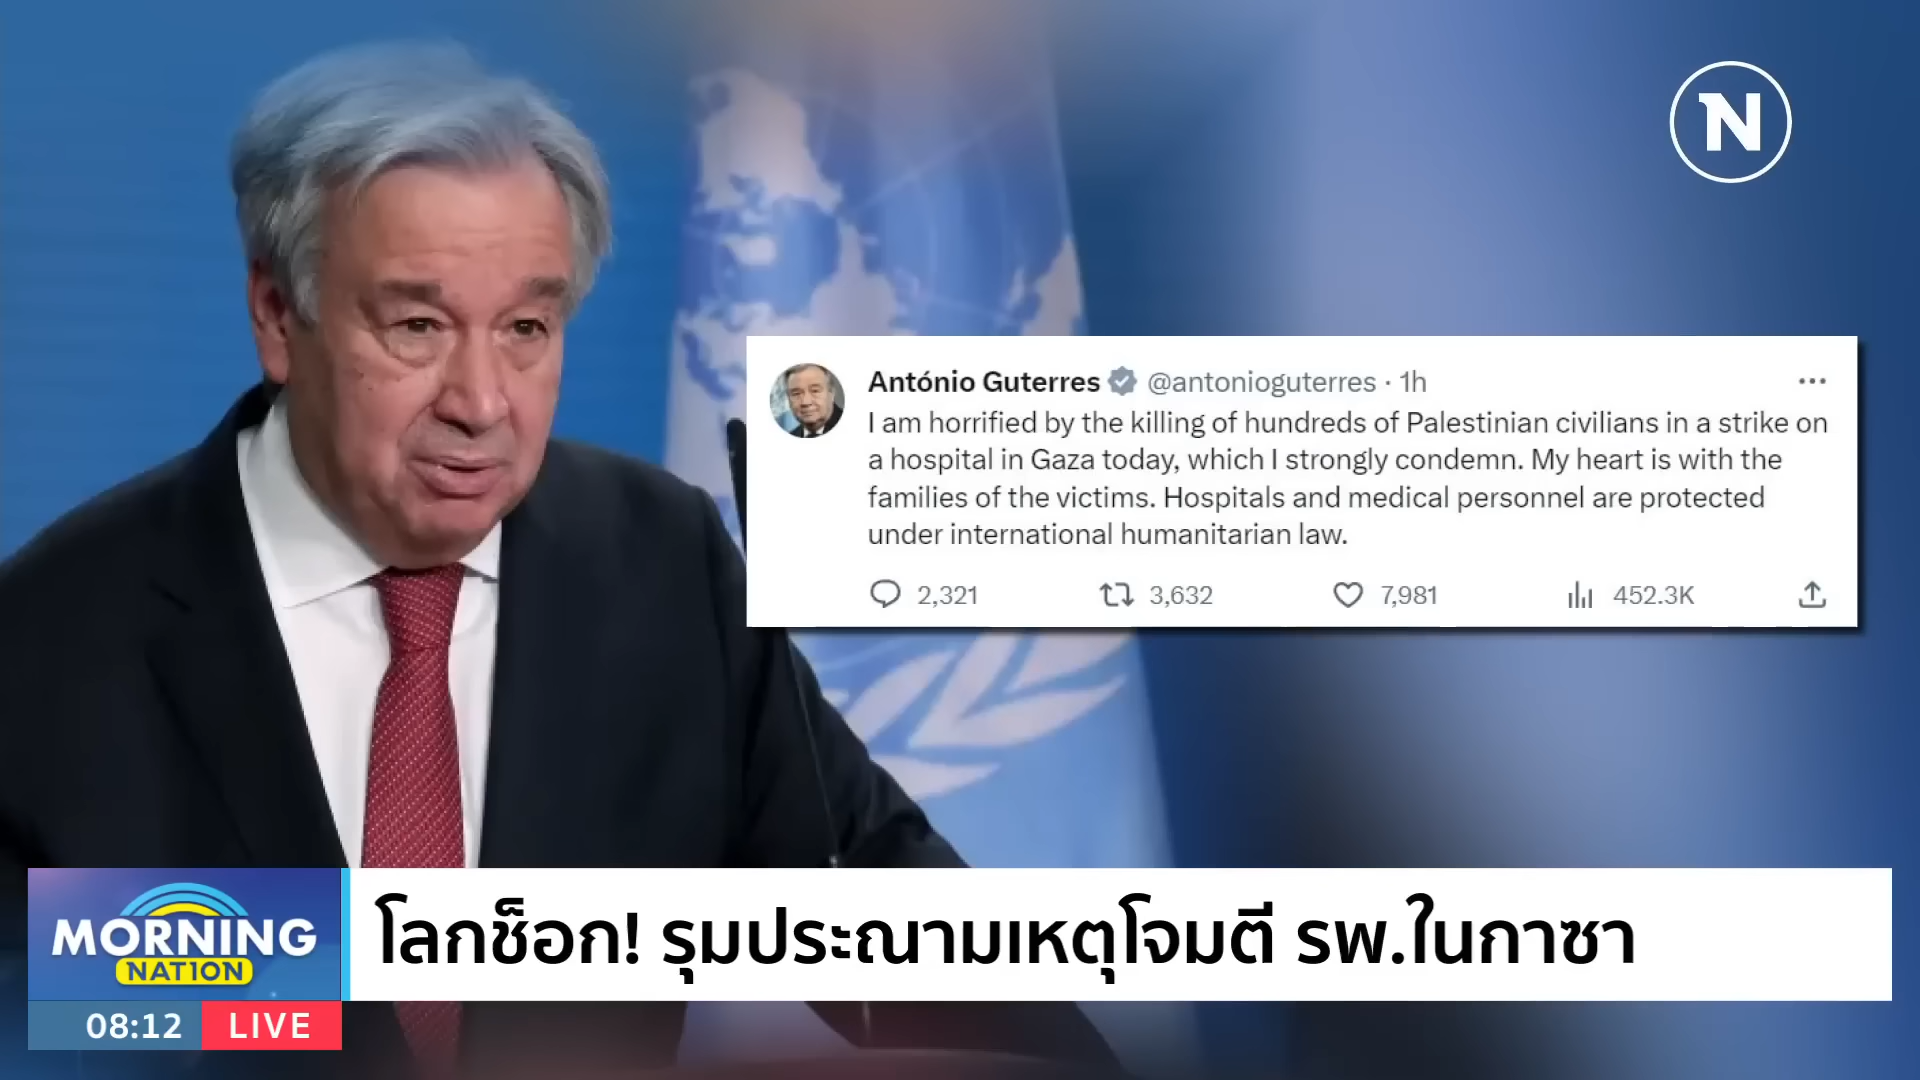 N
António Guterres @antonioguterres · 1h
I am horrified by the killing of hundreds of Palestinian civilians in a strike on
a hospital in Gaza today, which I strongly condemn. My heart is with the
families of the victims. Hospitals and medical personnel are protected
under international humanitarian law.
2,321 3,632 7,981 452.3K
MORNING
NATION
โลกช็อก! รุมประณามเหตุโจมตี รพ.ในกาซา
08:12 LIVE